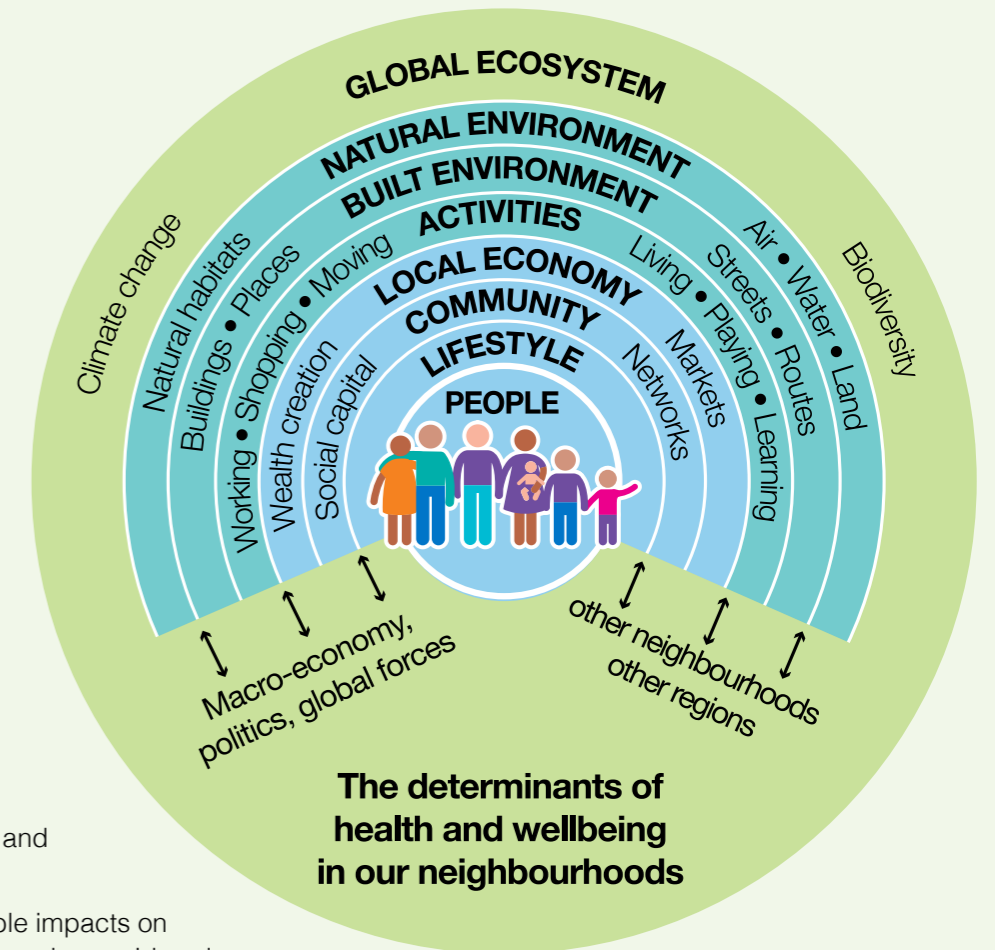 GLOBAL ECOSYSTEM
NATURAL ENVIRONMENT
BUILT ENVIRONMENT
ACTIVITIES
LOCAL ECONOMY
COMMUNITY
LIFESTYLE
PEOPLE
Climate change
Natural habitats
Buildings • Places
Working • Shopping • Moving
Wealth creation
Social capital
Biodiversity
Air • Water • Land
Streets • Routes
Living • Playing • Learning
Markets
Networks
Macro-economy,
politics, global forces
other neighbourhoods
other regions
The determinants of
health and wellbeing
in our neighbourhoods
and
impacts on